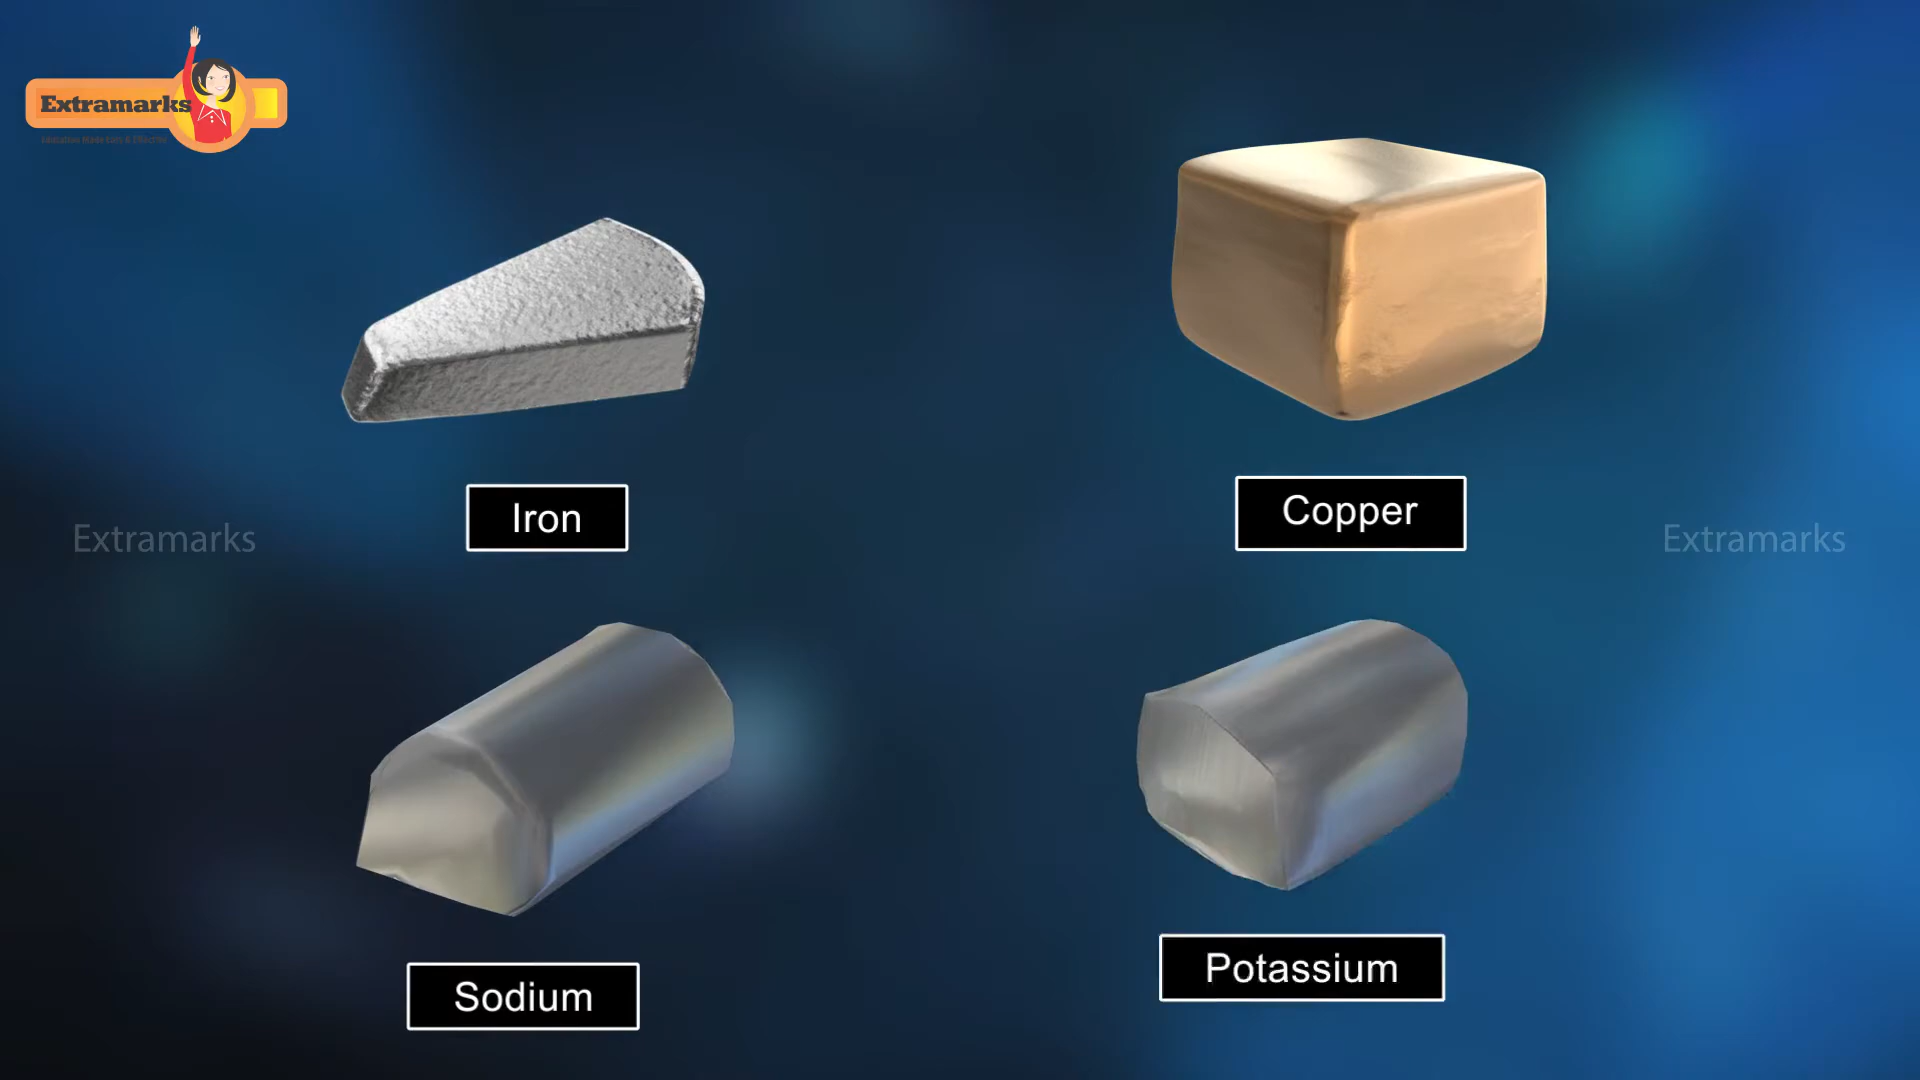 Extramarks
Iron
Copper
Extramarks
Extramarks
Sodium
Potassium